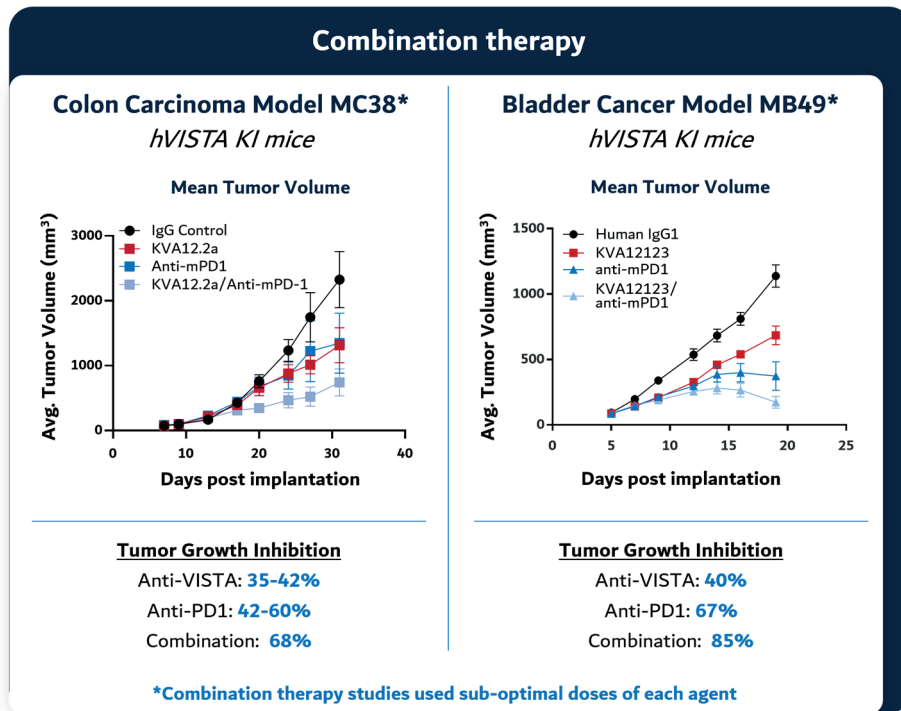 Combination therapy
Colon Carcinoma Model MC38*
hVISTA KI mice
Mean Tumor Volume
Avg. Tumor Volume (mm³)
3000
2000
1000
0
IgG Control
KVA12.2a
Anti-mPD1
KVA12.2a/Anti-mPD-1
0
10
20
30
40
Days post implantation
Tumor Growth Inhibition
Anti-VISTA: 35-42%
Anti-PD1: 42-60%
Combination: 68%
Bladder Cancer Model MB49*
hVISTA KI mice
Mean Tumor Volume
Avg. Tumor Volume (mm³)
1500
1000
500
0
Human IgG1
KVA12123
anti-mPD1
KVA12123/
anti-mPD1
0
5
10
15
20
25
Days post implantation
Tumor Growth Inhibition
Anti-VISTA: 40%
Anti-PD1: 67%
Combination: 85%
*Combination therapy studies used sub-optimal doses of each agent